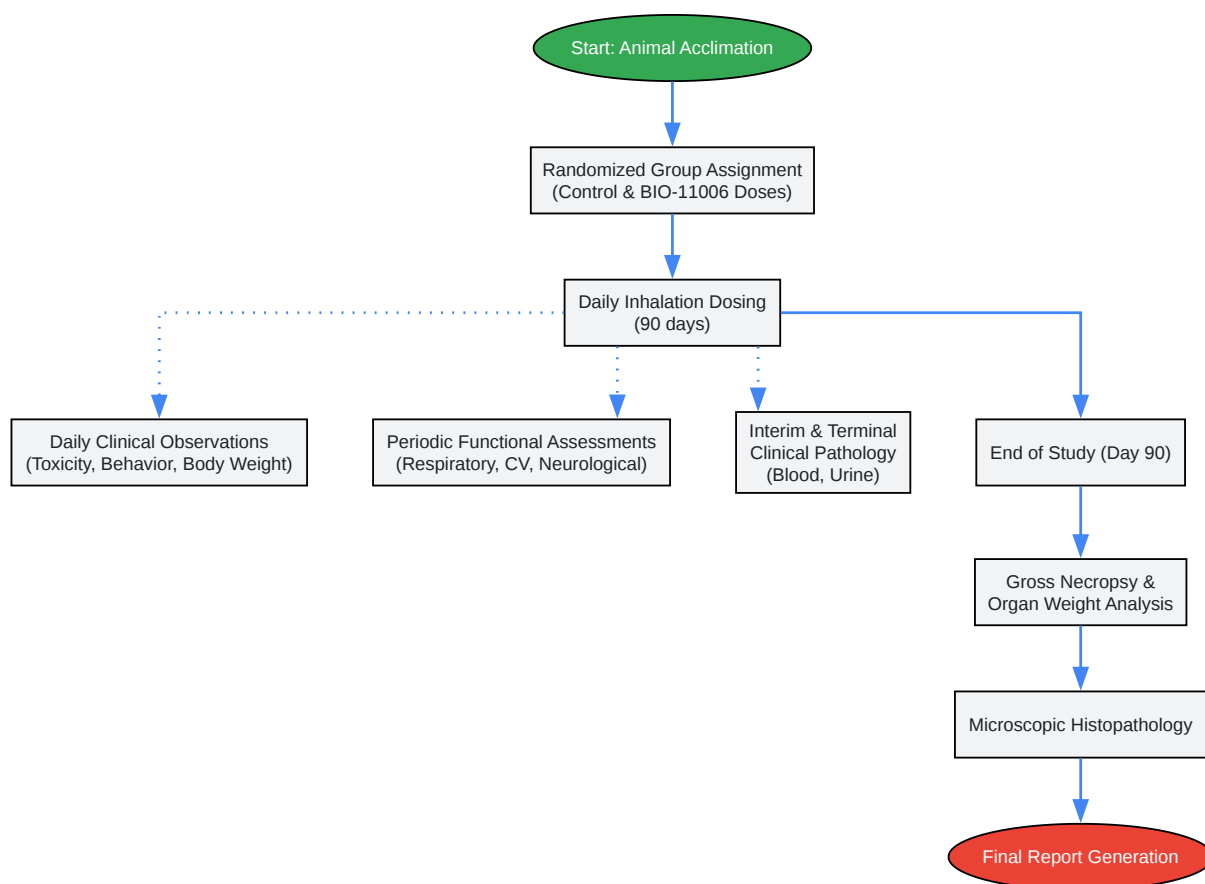 Start: Animal Acclimation
Randomized Group Assignment
(Control & BIO-11006 Doses)
Daily Inhalation Dosing
(90 days)
Daily Clinical Observations
(Toxicity, Behavior, Body Weight)
Periodic Functional Assessments
(Respiratory, CV, Neurological)
Interim & Terminal
Clinical Pathology
(Blood, Urine)
End of Study (Day 90)
Gross Necropsy &
Organ Weight Analysis
Microscopic Histopathology
Final Report Generation